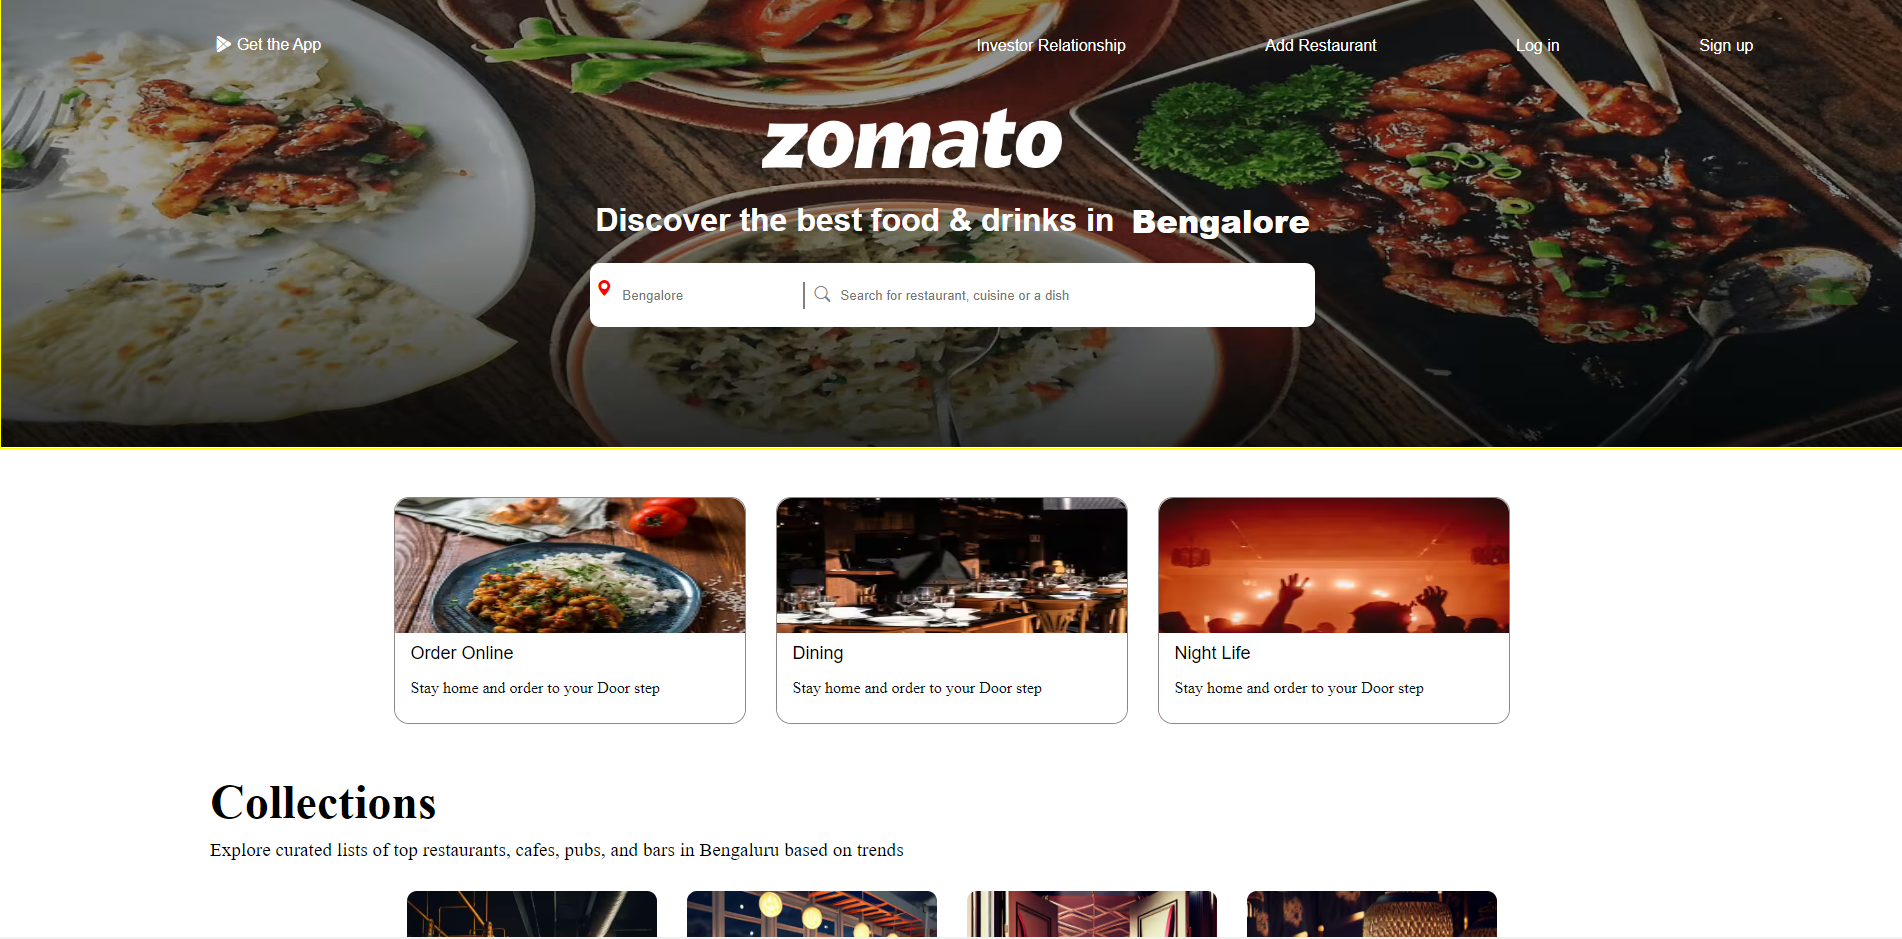 Get the App
Investor Relationship
Add Restaurant
Log in
Sign up
zomato
Discover the best food & drinks in Bengalore
Bengalore
Search for restaurant, cuisine or a dish
Order Online
Stay home and order to your Door step
Dining
Stay home and order to your Door step
Night Life
Stay home and order to your Door step
Collections
Explore curated lists of top restaurants, cafes, pubs, and bars in Bengaluru based on trends